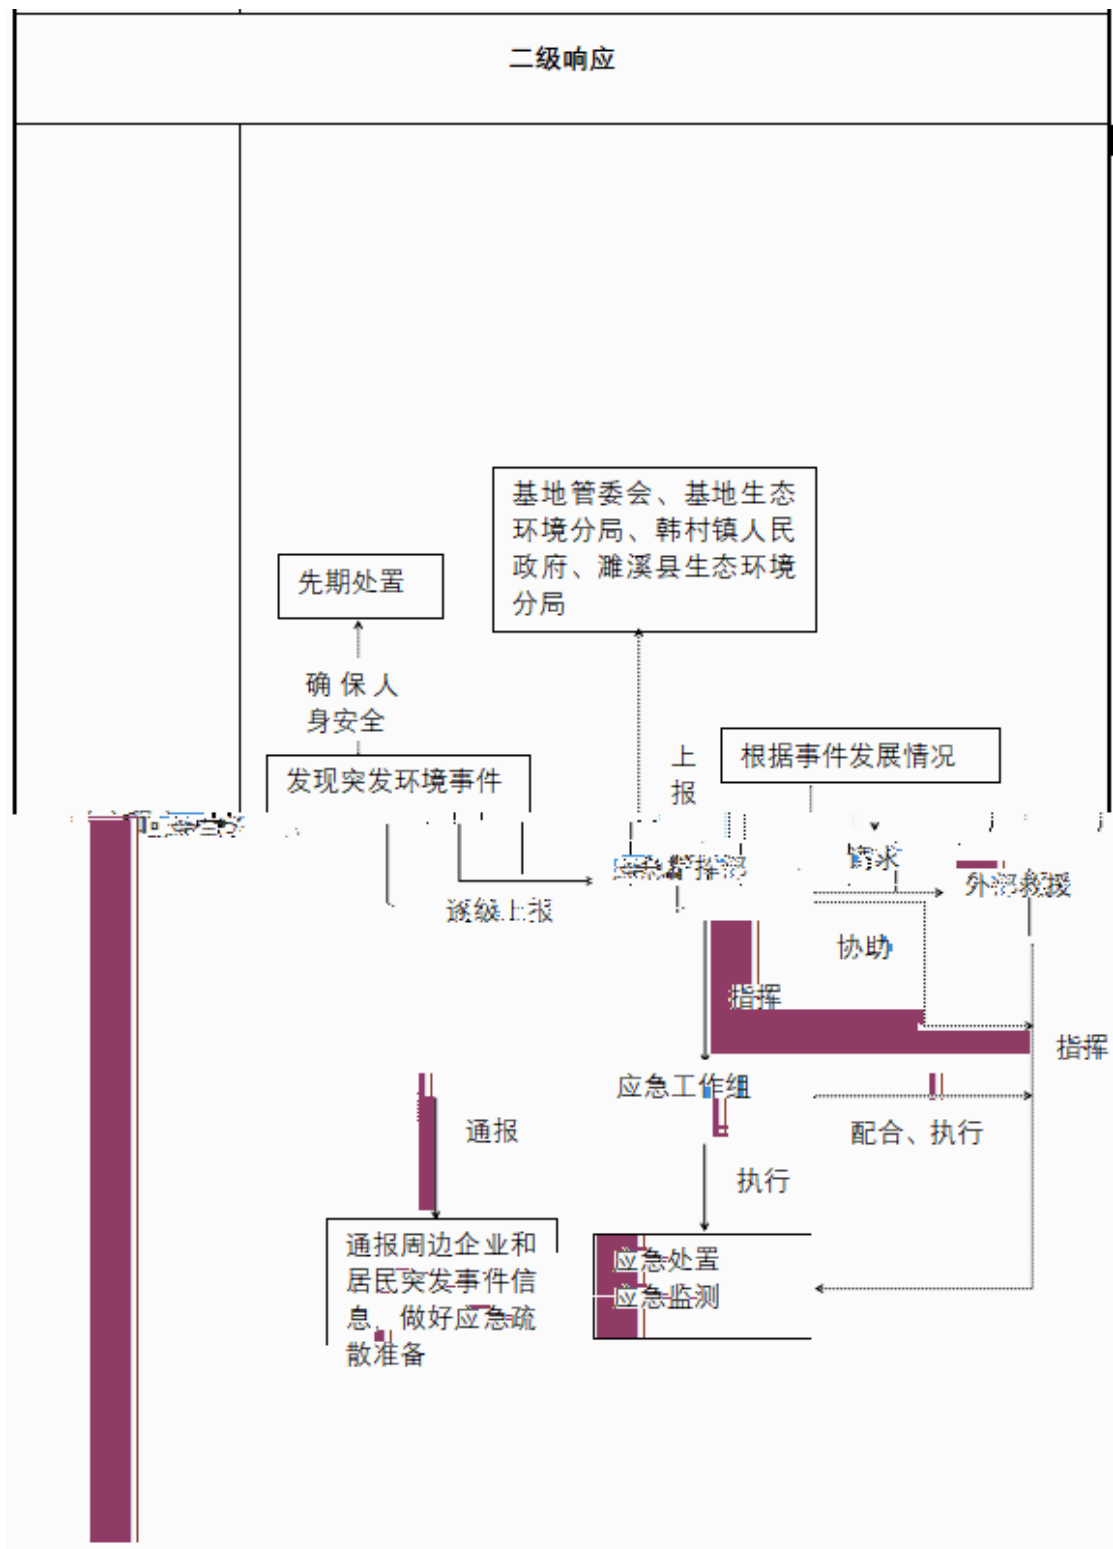 二级响应
基地管委会、基地生态
环境分局、韩村镇人民
政府、濉溪县生态环境
分局
先期处置
确保人
身安全
上
报
根据事件发展情况
发现突发环境事件
应急指挥部
请求
外部救援
逐级上报
协助
指挥
指挥
应急工作组
通报
配合、执行
执行
通报周边企业和
居民突发事件信
息，做好应急疏
散准备
应急处置
应急监测